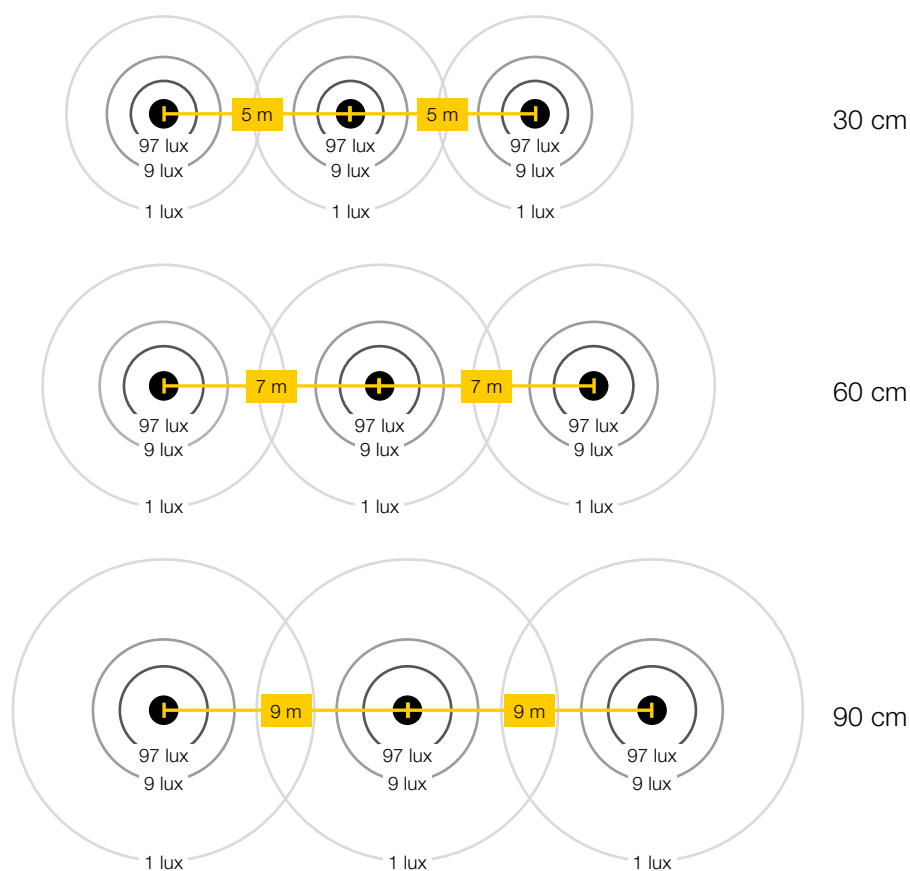 5 m 5 m
30 cm
97 lux 97 lux 97 lux
9 lux 9 lux 9 lux
1 lux 1 lux 1 lux
7 m 7 m
60 cm
97 lux 97 lux 97 lux
9 lux 9 lux 9 lux
1 lux 1 lux 1 lux
9 m 9 m
90 cm
97 lux 97 lux 97 lux
9 lux 9 lux 9 lux
1 lux 1 lux 1 lux